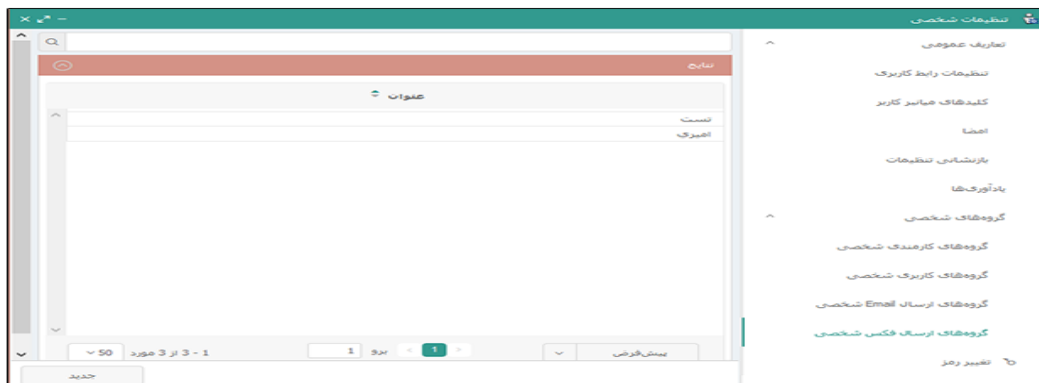 تنظیمات شخصی
تعاریف عمومی
تنظیمات رابط کاربری
کلیدهای میانبر کاربر
امضا
بازنشانی تنظیمات
یادآوری‌ها
گروه‌های شخصی
گروه‌های کارمندی شخصی
گروه‌های کاربری شخصی
گروه‌های ارسال Email شخصی
گروه‌های ارسال فکس شخصی
تغییر رمز
نتایج
عنوان
تست
امیری
پیش‌فرض
1
برو 1
1 - 3 از 3 مورد
50
جدید